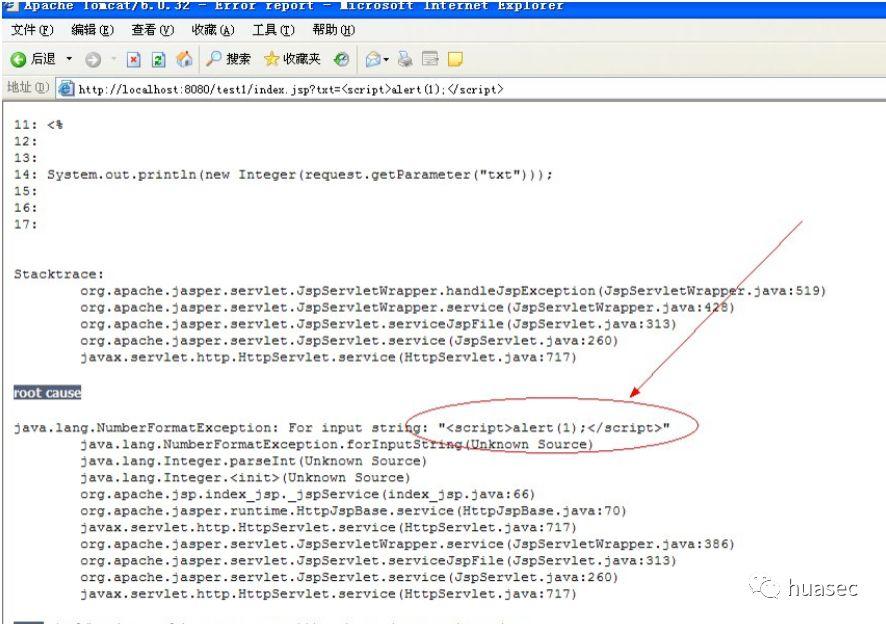 Apache Tomcat/6.0.32 - Error report - Microsoft Internet Explorer
文件(F) 编辑(E) 查看(V) 收藏(A) 工具(T) 帮助(H)
后退 搜索 收藏夹
地址(D) http://localhost:8080/test1/index.jsp?txt=<script>alert(1);</script>
11: <%
12:
13:
14: System.out.println(new Integer(request.getParameter("txt")));
15:
16:
17:
Stacktrace:
org.apache.jasper.servlet.JspServletWrapper.handleJspException(JspServletWrapper.java:519)
org.apache.jasper.servlet.JspServletWrapper.service(JspServletWrapper.java:428)
org.apache.jasper.servlet.JspServlet.serviceJspFile(JspServlet.java:313)
org.apache.jasper.servlet.JspServlet.service(JspServlet.java:260)
javax.servlet.http.HttpServlet.service(HttpServlet.java:717)
root cause
java.lang.NumberFormatException: For input string: "<script>alert(1);</script>"
java.lang.NumberFormatException.forInputString(Unknown Source)
java.lang.Integer.parseInt(Unknown Source)
java.lang.Integer.<init>(Unknown Source)
org.apache.jsp.index_jsp._jspService(index_jsp.java:66)
org.apache.jasper.runtime.HttpJspBase.service(HttpJspBase.java:70)
javax.servlet.http.HttpServlet.service(HttpServlet.java:717)
org.apache.jasper.servlet.JspServletWrapper.service(JspServletWrapper.java:386)
org.apache.jasper.servlet.JspServlet.serviceJspFile(JspServlet.java:313)
org.apache.jasper.servlet.JspServlet.service(JspServlet.java:260)
javax.servlet.http.HttpServlet.service(HttpServlet.java:717)
huasec